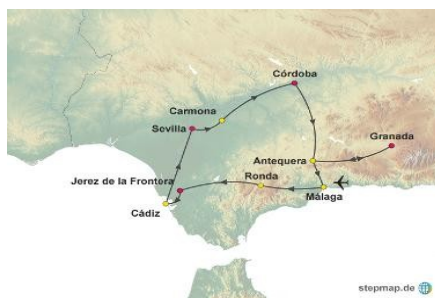 Córdoba
Carmona
Sevilla
Granada
Antequera
Jerez de la Frontera
Ronda
Málaga
Cádiz
stepmap.de